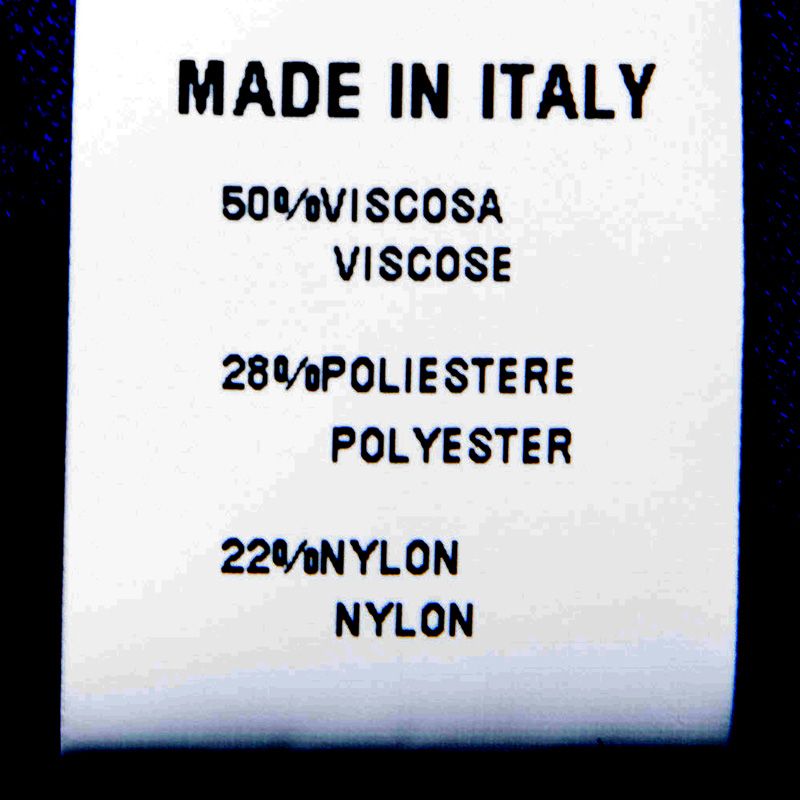 MADE IN ITALY
50%VISCOSA
VISCOSE
28%POLIESTERE
POLYESTER
22%NYLON
NYLON